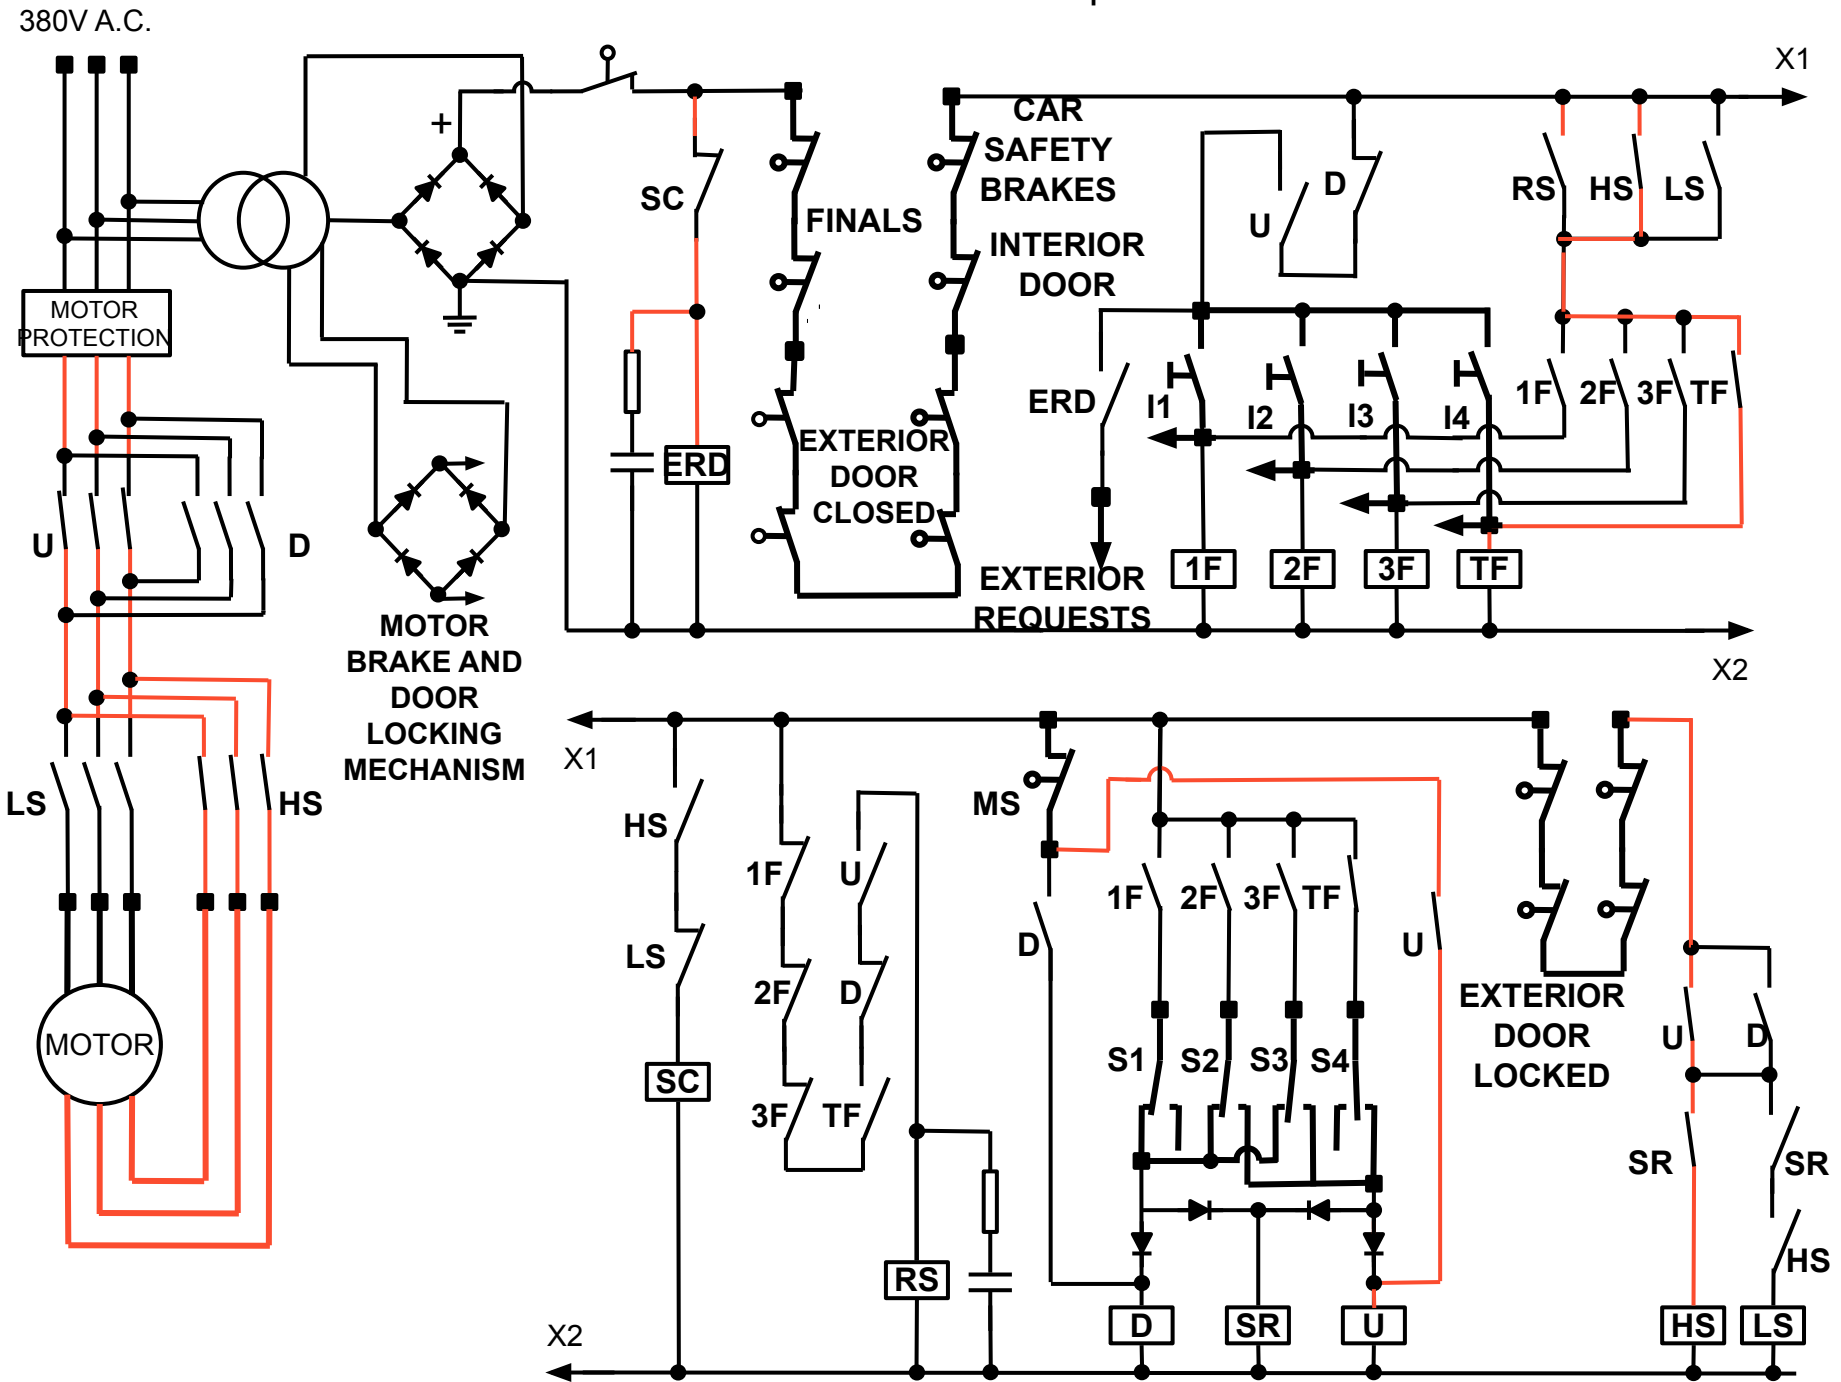 380V A.C.
X1
+
CAR
SAFETY
BRAKES
SC
FINALS
U
D
RS
HS
LS
INTERIOR
DOOR
MOTOR
PROTECTION
ERD
I1
I2
I3
I4
1F
2F
3F
TF
ERD
EXTERIOR
DOOR
CLOSED
U
D
EXTERIOR
REQUESTS
1F
2F
3F
TF
MOTOR
BRAKE AND
DOOR
LOCKING
MECHANISM
X2
X1
LS
HS
HS
MS
1F
U
1F
2F
3F
TF
LS
2F
D
D
U
EXTERIOR
DOOR
LOCKED
MOTOR
SC
3F
TF
S1
S2
S3
S4
U
D
SR
SR
HS
RS
D
SR
U
HS
LS
X2